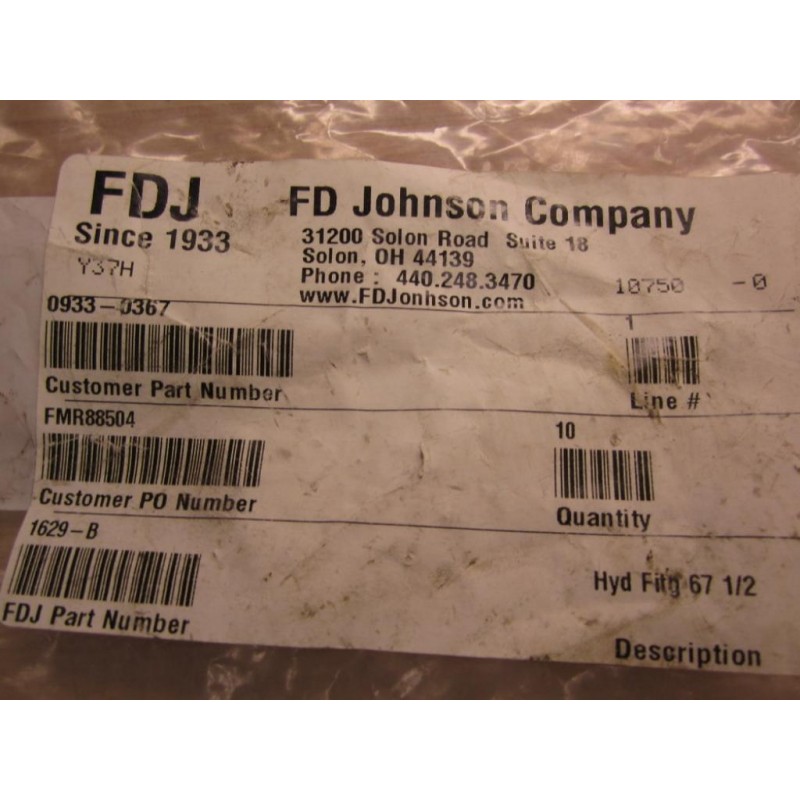 FDJ
Since 1933
Y37H
FD Johnson Company
31200 Solon Road Suite 18
Solon, OH 44139
Phone : 440.248.3470
www.FDJohnson.com
10750 -0
0933-0367
Customer Part Number
1
Line #
FMR88504
Customer PO Number
10
Quantity
1629-B
FDJ Part Number
Hyd Fitg 67 1/2
Description